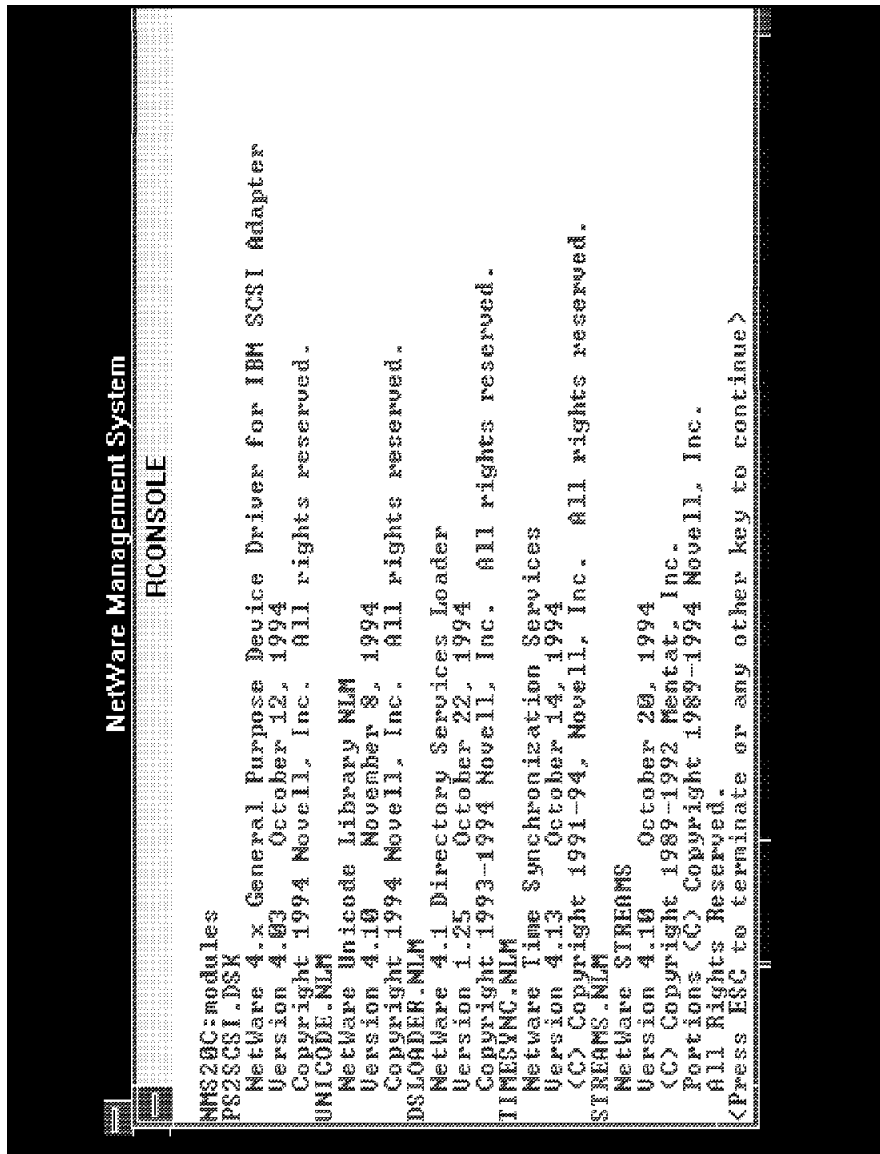 NetWare Management System
RCONSOLE
NMS20C:modules
PS2SCSI.DSK
NetWare 4.x General Purpose Device Driver for IBM SCSI Adapter
Version 4.03 October 12, 1994
Copyright 1994 Novell, Inc. All rights reserved.
UNICODE.NLM
NetWare Unicode Library NLM
Version 4.10 November 8, 1994
Copyright 1994 Novell, Inc. All rights reserved.
DSLOADER.NLM
NetWare 4.1 Directory Services Loader
Version 1.25 October 22, 1994
Copyright 1993-1994 Novell, Inc. All rights reserved.
TIMESYNC.NLM
Netware Time Synchronization Services
Version 4.13 October 14, 1994
(C) Copyright 1991-94, Novell, Inc. All rights reserved.
STREAMS.NLM
NetWare STREAMS
Version 4.10 October 20, 1994
(C) Copyright 1989-1992 Mentat, Inc.
Portions (C) Copyright 1989-1994 Novell, Inc.
All Rights Reserved.
<Press ESC to terminate or any other key to continue>